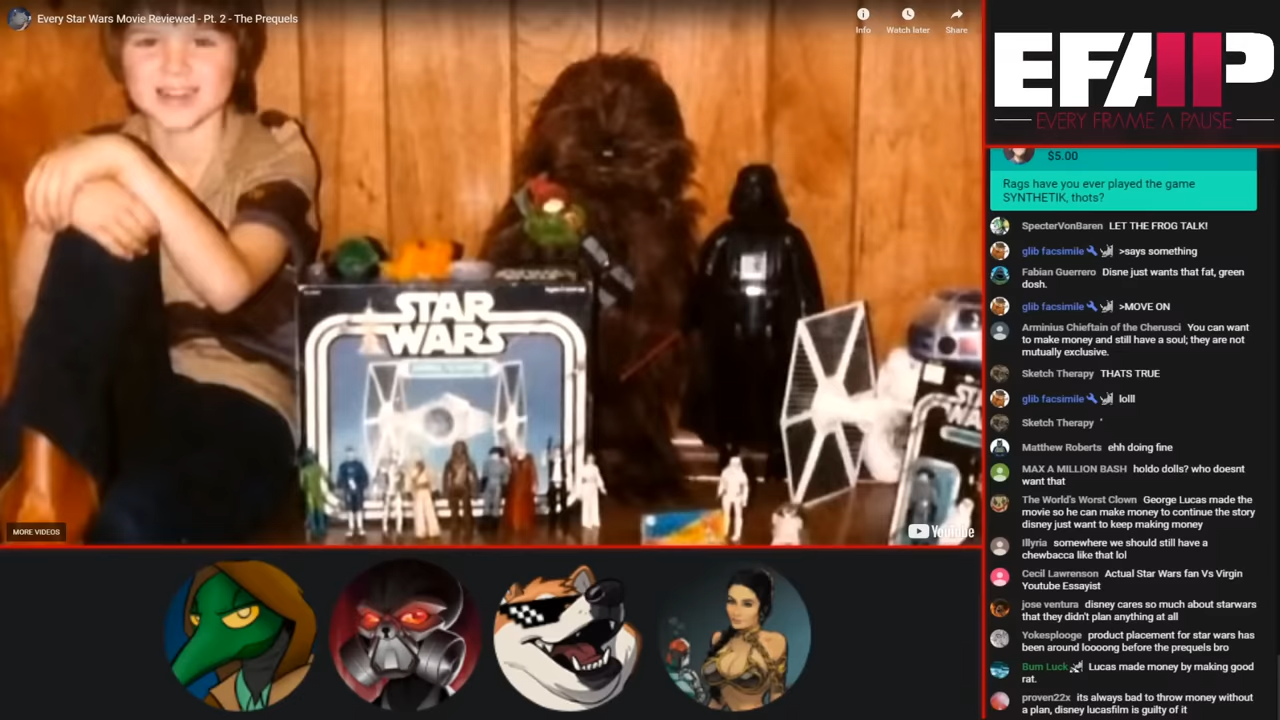 Every Star Wars Movie Reviewed - Pt. 2 - The Prequels
Info
Watch later
Share
STAR
WARS
MORE VIDEOS
YouTube
EFAP
EVERY FRAME A PAUSE
$5.00
Rags have you ever played the game
SYNTHETIK, thots?
SpecterVonBaren LET THE FROG TALK!
glib facsimile >says something
Fabian Guerrero Disne just wants that fat, green
dosh.
glib facsimile >MOVE ON
Arminius Chieftain of the Cherusci You can want
to make money and still have a soul; they are not
mutually exclusive.
Sketch Therapy THATS TRUE
glib facsimile lolll
Sketch Therapy '
Matthew Roberts ehh doing fine
MAX A MILLION BASH holdo dolls? who doesnt
want that
The World's Worst Clown George Lucas made the
movie so he can make money to continue the story
disney just want to keep making money
Illyria somewhere we should still have a
chewbacca like that lol
Cecil Lawrenson Actual Star Wars fan Vs Virgin
Youtube Essayist
jose ventura disney cares so much about starwars
that they didn't plan anything at all
Yokesplooge product placement for star wars has
been around loooong before the prequels bro
Bum Luck Lucas made money by making good
rat.
proven22x its always bad to throw money without
a plan, disney lucasfilm is guilty of it